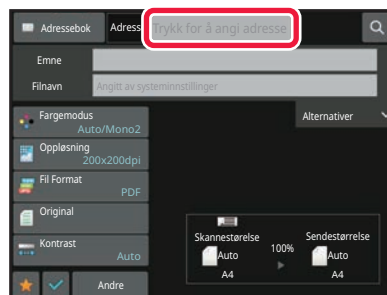 Adressebok Adress Trykk for å angi adresse
Emne
Filnavn Angitt av systeminnstillinger
Fargemodus
Auto/Mono2
Alternativer
Oppløsning
200x200dpi
Fil Format
PDF
Original
Kontrast
Auto
Skannestørelse
Auto
A4
100%
Sendestørrelse
Auto
A4
Andre